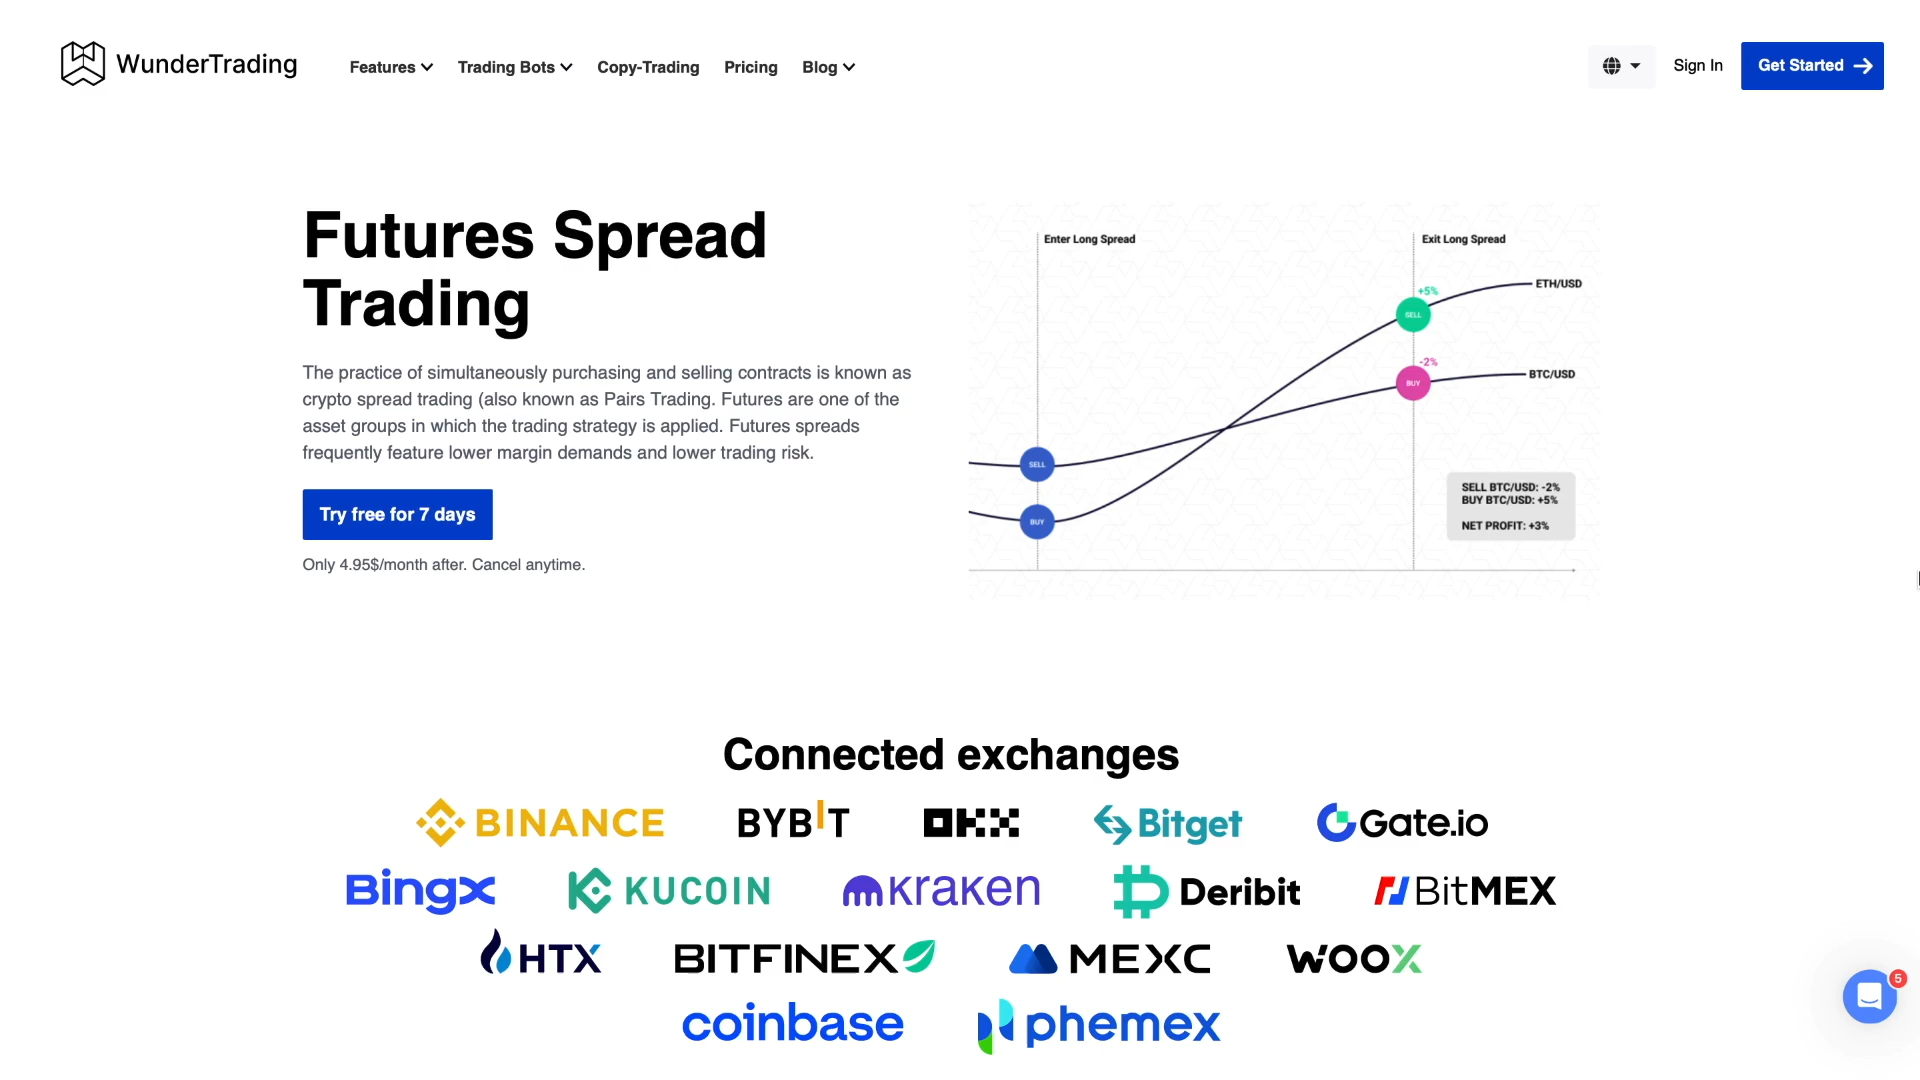 WunderTrading
Features
Trading Bots
Copy-Trading
Pricing
Blog
Sign In
Get Started
Futures Spread
Trading
The practice of simultaneously purchasing and selling contracts is known as
crypto spread trading (also known as Pairs Trading. Futures are one of the
asset groups in which the trading strategy is applied. Futures spreads
frequently feature lower margin demands and lower trading risk.
Try free for 7 days
Only 4.95$/month after. Cancel anytime.
Enter Long Spread
Exit Long Spread
+5%
ETH/USD
SELL
-2%
BTC/USD
BUY
SELL
BUY
SELL BTC/USD: -2%
BUY BTC/USD: +5%
NET PROFIT: +3%
Connected exchanges
BINANCE
BYBIT
OKX
Bitget
Gate.io
BingX
KUCOIN
kraken
Deribit
BitMEX
HTX
BITFINEX
MEXC
WOOX
coinbase
phemex
5